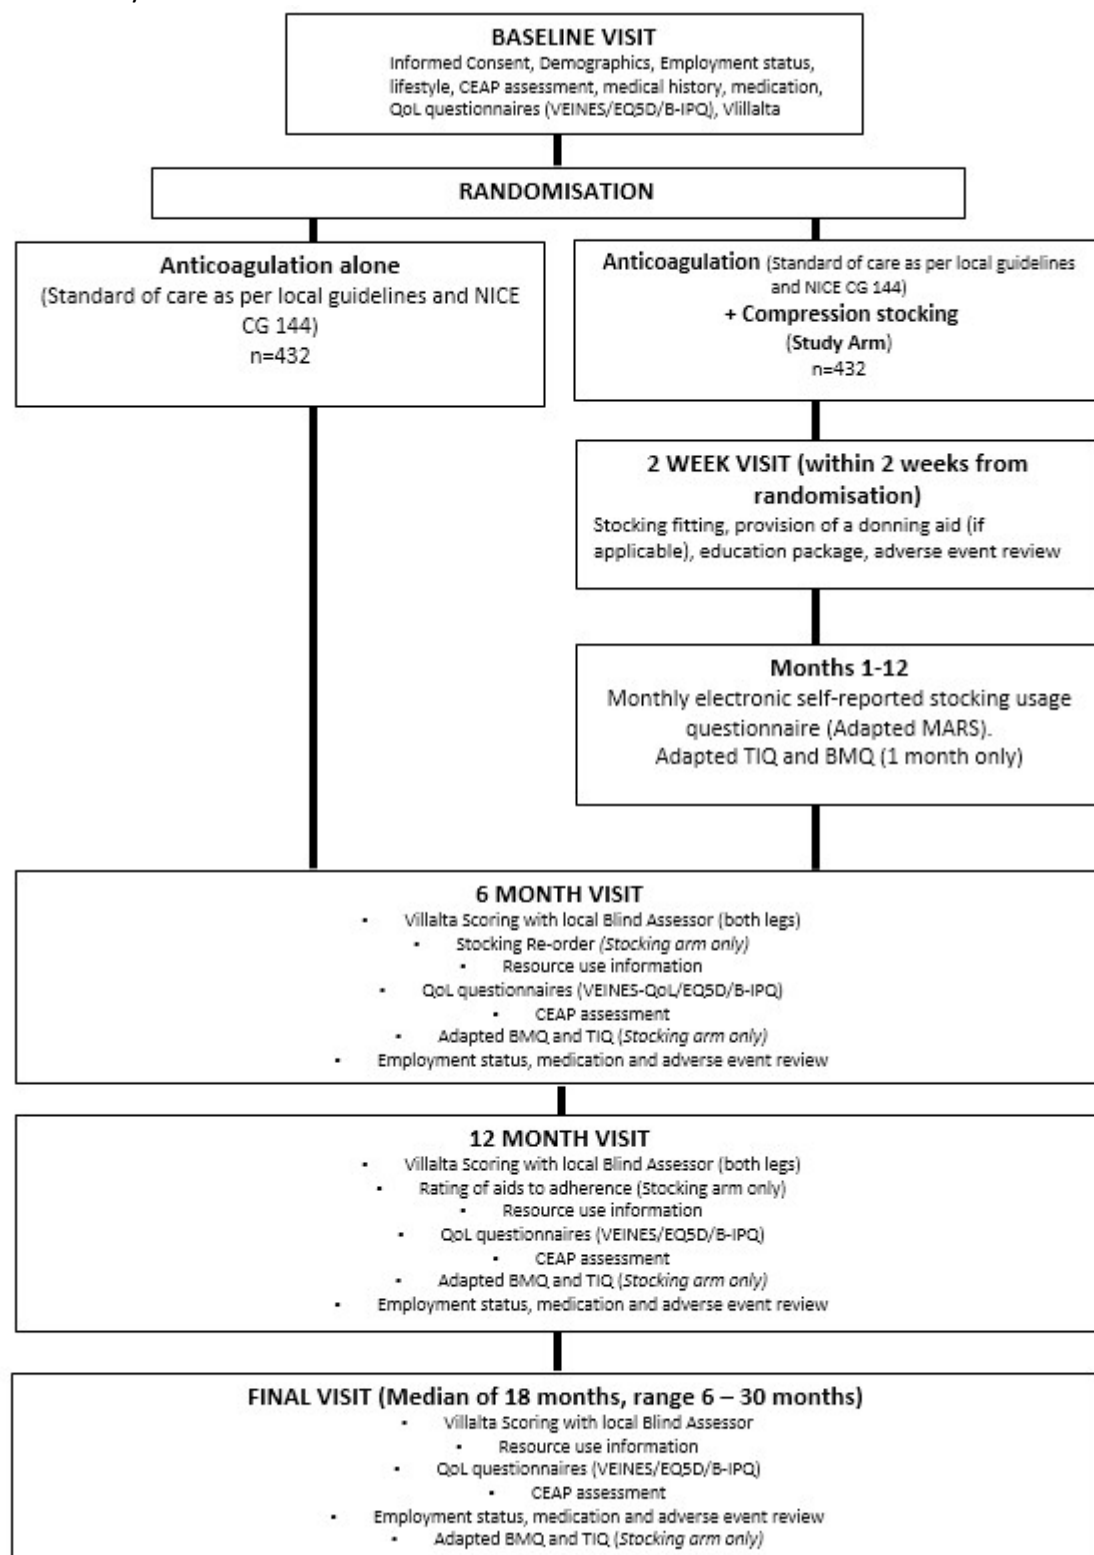 BASELINE VISIT
Informed Consent, Demographics, Employment status,
lifestyle, CEAP assessment, medical history, medication,
QoL questionnaires (VEINES/EQ5D/B-IPQ), Vlillalta
RANDOMISATION
Anticoagulation alone
(Standard of care as per local guidelines and NICE
CG 144)
n=432
Anticoagulation (Standard of care as per local guidelines
and NICE CG 144)
+ Compression stocking
(Study Arm)
n=432
2 WEEK VISIT (within 2 weeks from
randomisation)
Stocking fitting, provision of a donning aid (if
applicable), education package, adverse event review
Months 1-12
Monthly electronic self-reported stocking usage
questionnaire (Adapted MARS).
Adapted TIQ and BMQ (1 month only)
6 MONTH VISIT
▪ Villalta Scoring with local Blind Assessor (both legs)
▪ Stocking Re-order (Stocking arm only)
▪ Resource use information
▪ QoL questionnaires (VEINES-QoL/EQ5D/B-IPQ)
▪ CEAP assessment
▪ Adapted BMQ and TIQ (Stocking arm only)
▪ Employment status, medication and adverse event review
12 MONTH VISIT
▪ Villalta Scoring with local Blind Assessor (both legs)
▪ Rating of aids to adherence (Stocking arm only)
▪ Resource use information
▪ QoL questionnaires (VEINES/EQ5D/B-IPQ)
▪ CEAP assessment
▪ Adapted BMQ and TIQ (Stocking arm only)
▪ Employment status, medication and adverse event review
FINAL VISIT (Median of 18 months, range 6 – 30 months)
▪ Villalta Scoring with local Blind Assessor
▪ Resource use information
▪ QoL questionnaires (VEINES/EQ5D/B-IPQ)
▪ CEAP assessment
▪ Employment status, medication and adverse event review
▪ Adapted BMQ and TIQ (Stocking arm only)